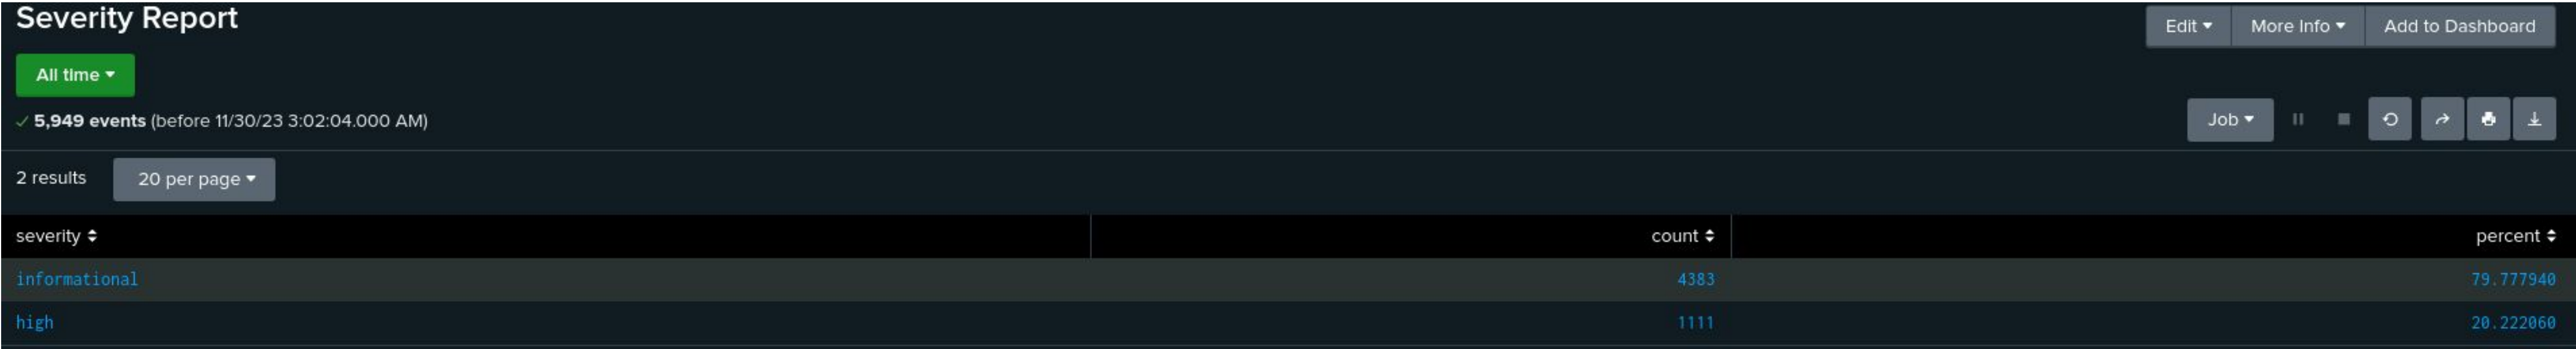 Severity Report
Edit More Info Add to Dashboard
All time
5,949 events (before 11/30/23 3:02:04.000 AM)
Job
2 results 20 per page
severity count percent
informational 4383 79.777940
high 1111 20.222060